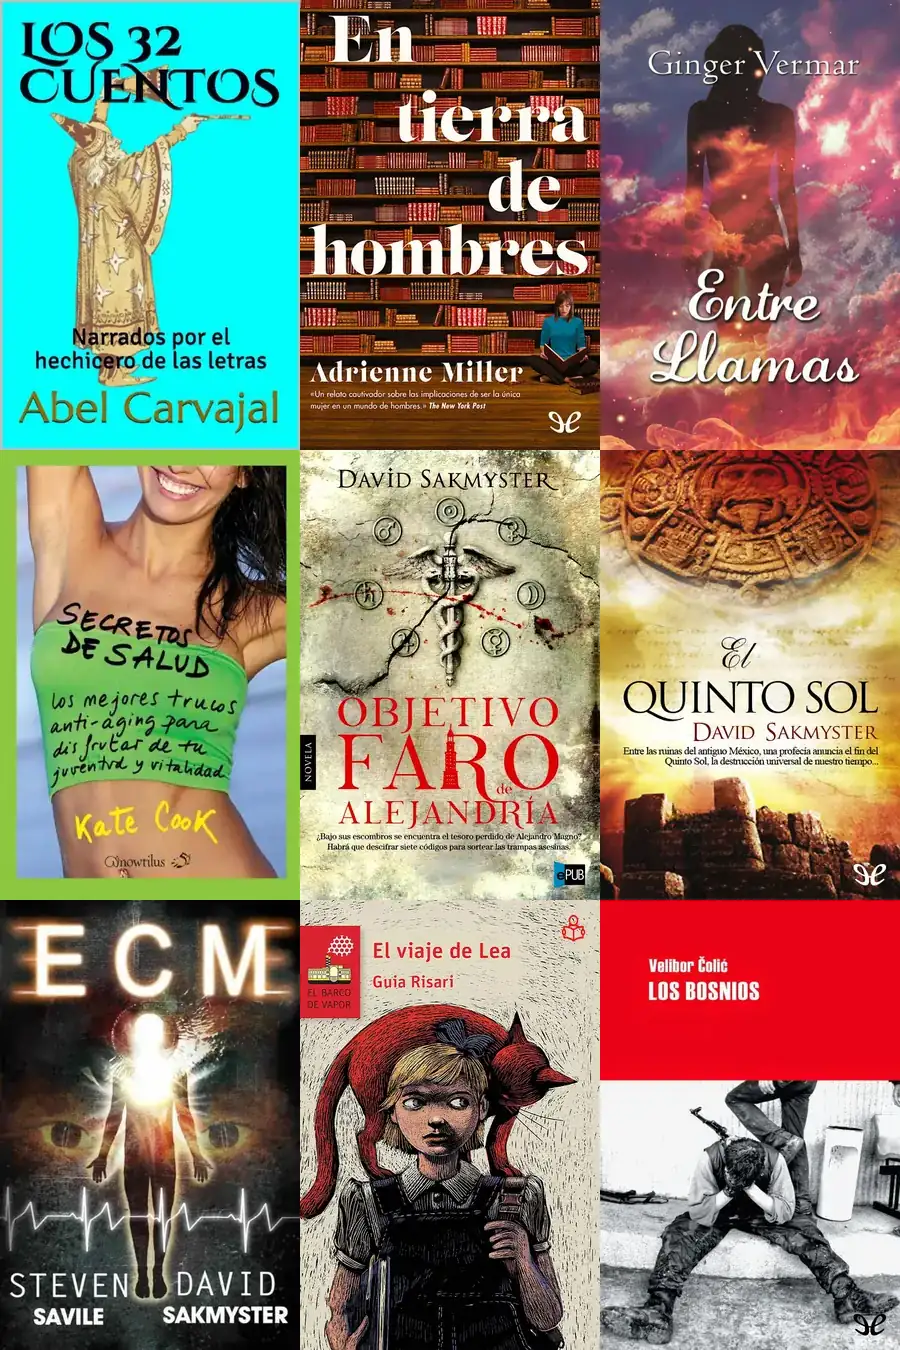 LOS 32
CUENTOS
Narrados por el
hechicero de las letras
Abel Carvajal
En
tierra
de
hombres
Adrienne Miller
«Un relato cautivador sobre las implicaciones de ser la única
mujer en un mundo de hombres.» The New York Post
Ginger Vermar
Entre
Llamas
SECRETOS
DE SALUD
los mejores trucos
anti-aging para
disfrutar de tu
juventud y vitalidad
Kate Cook
nowtilus
DAVID SAKMYSTER
OBJETIVO
FARO
de
ALEJANDRÍA
NOVELA
¿Bajo sus escombros se encuentra el tesoro perdido de Alejandro Magno?
Habrá que descifrar siete códigos para sortear las trampas asesinas.
ePUB
El
QUINTO SOL
DAVID SAKMYSTER
Entre las ruinas del antiguo México, una profecía anuncia el fin del
Quinto Sol, la destrucción universal de nuestro tiempo...
ECM
STEVEN DAVID
SAVILE SAKMYSTER
EL BARCO
DE VAPOR
El viaje de Lea
Guia Risari
Velibor Čolić
LOS BOSNIOS